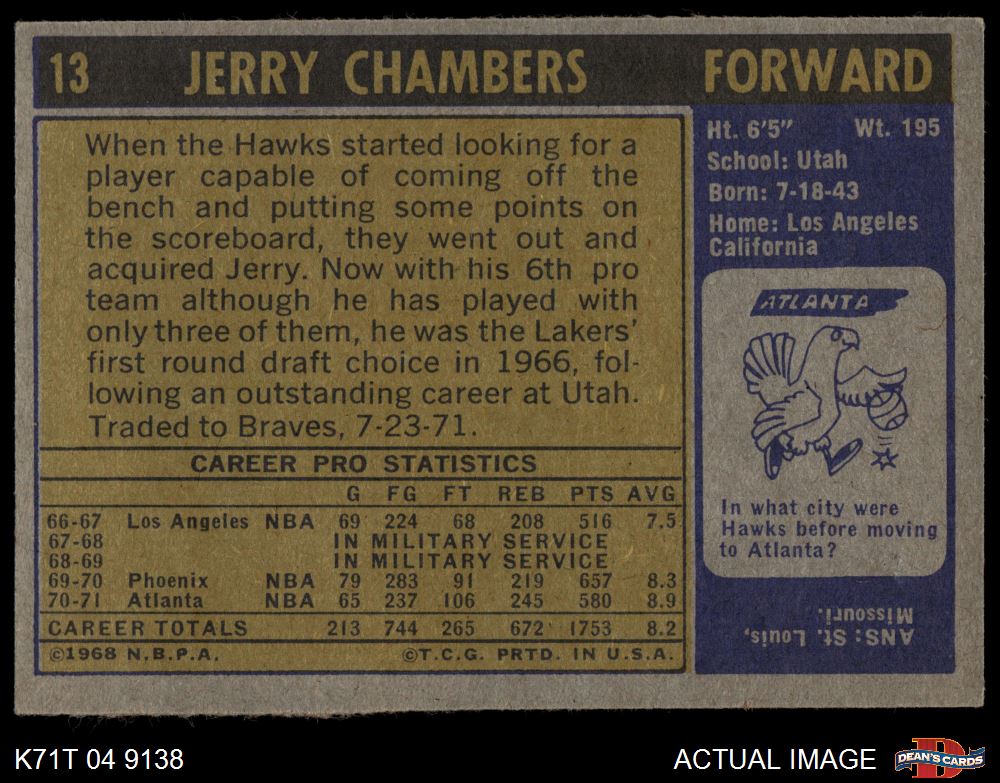 13 JERRY CHAMBERS FORWARD
When the Hawks started looking for a
player capable of coming off the
bench and putting some points on
the scoreboard, they went out and
acquired Jerry. Now with his 6th pro
team although he has played with
only three of them, he was the Lakers'
first round draft choice in 1966, fol-
lowing an outstanding career at Utah.
Traded to Braves, 7-23-71.
CAREER PRO STATISTICS
G FG FT REB PTS AVG
66-67 Los Angeles NBA 69 224 68 208 516 7.5
67-68 IN MILITARY SERVICE
68-69 IN MILITARY SERVICE
69-70 Phoenix NBA 79 283 91 219 657 8.3
70-71 Atlanta NBA 65 237 106 245 580 8.9
CAREER TOTALS 213 744 265 672 1753 8.2
©1968 N.B.P.A. ©T.C.G. PRTD. IN U.S.A.
Ht. 6'5" Wt. 195
School: Utah
Born: 7-18-43
Home: Los Angeles
California
ATLANTA
In what city were
Hawks before moving
to Atlanta?
ANS: St. Louis,
Missouri.
K71T 04 9138
ACTUAL IMAGE
D
DEAN'S CARDS